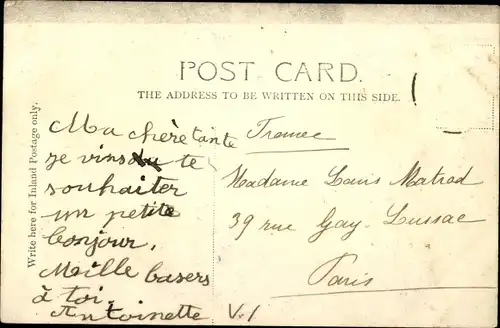 POST CARD.
THE ADDRESS TO BE WRITTEN ON THIS SIDE.
Write here for Inland Postage only.
Ma chère tante
je vins te
souhaiter
un petite
bonjour.
Meille basers
à toi.
Antoinette
France
Madame Louis Matrod
39 rue Gay-Lussac
Paris
V.1